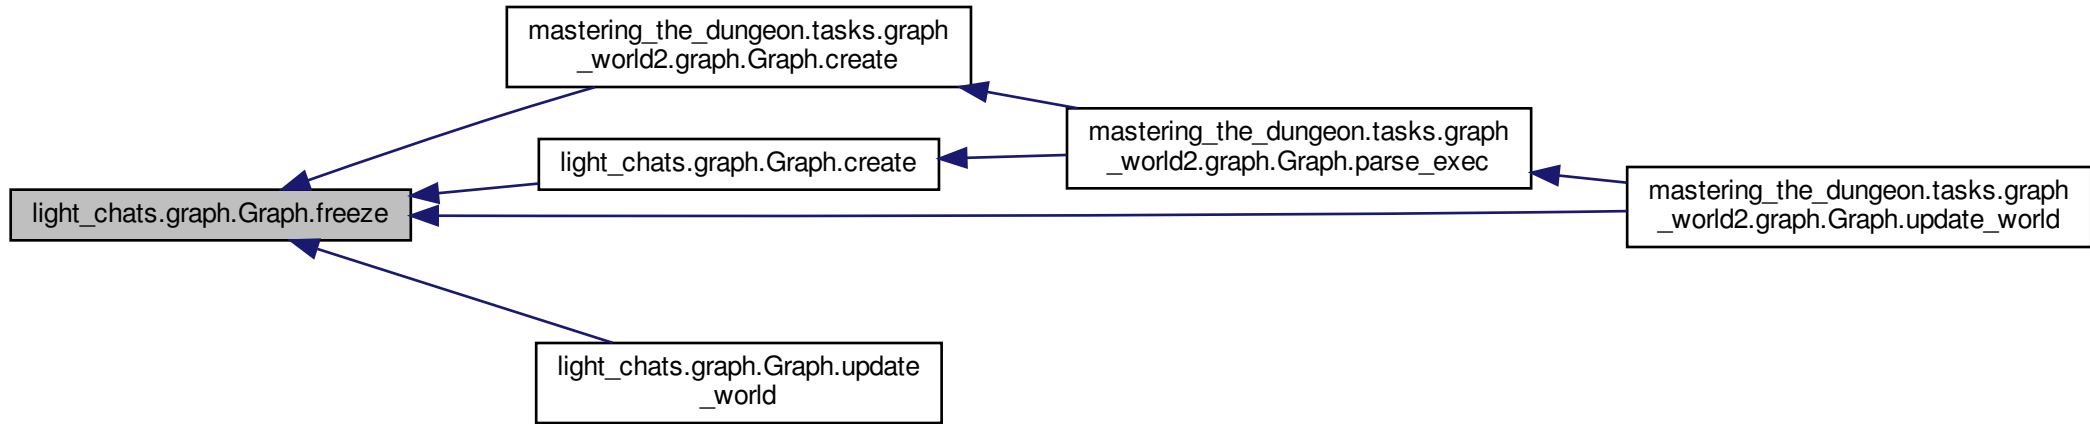 mastering_the_dungeon.tasks.graph
_world2.graph.Graph.create
light_chats.graph.Graph.create
mastering_the_dungeon.tasks.graph
_world2.graph.Graph.parse_exec
light_chats.graph.Graph.freeze
mastering_the_dungeon.tasks.graph
_world2.graph.Graph.update_world
light_chats.graph.Graph.update
_world